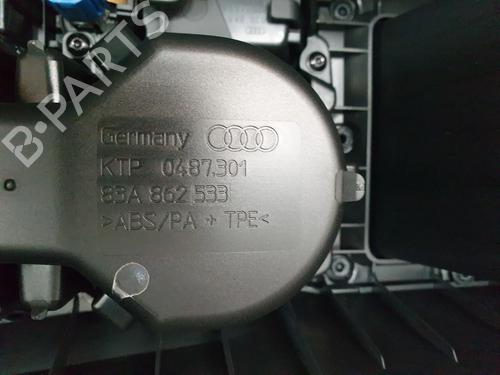 B-PARTS
Germany
KTP 0487.301
83A 862 533
>ABS/PA + TPE<